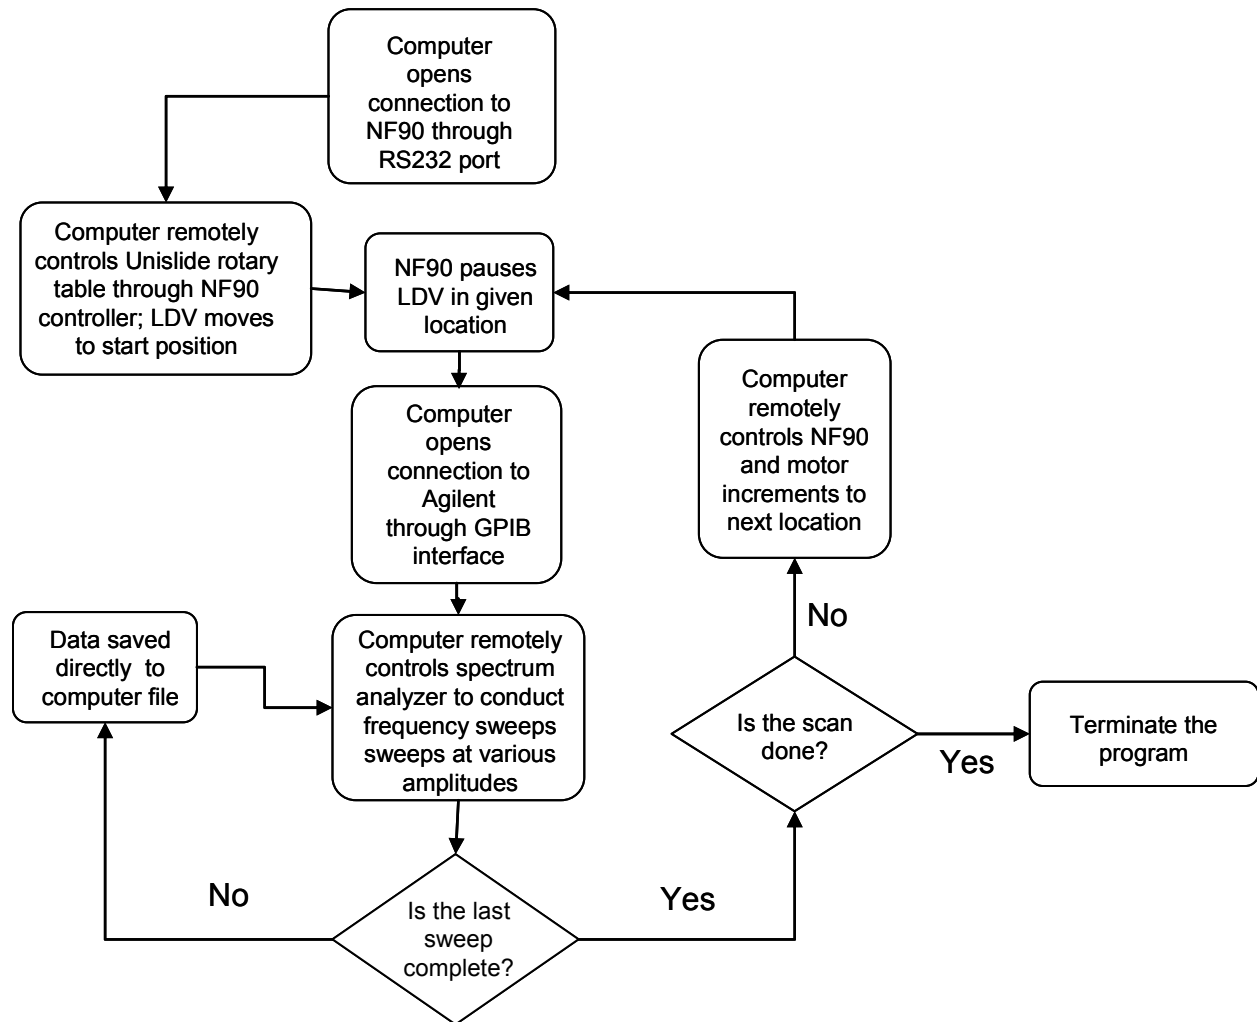 Computer
opens
connection to
NF90 through
RS232 port
Computer remotely
controls Unislide rotary
table through NF90
controller; LDV moves
to start position
NF90 pauses
LDV in given
location
Computer
opens
connection to
Agilent
through GPIB
interface
Computer
remotely
controls NF90
and motor
increments to
next location
Data saved
directly to
computer file
Computer remotely
controls spectrum
analyzer to conduct
frequency sweeps
sweeps at various
amplitudes
No
Is the scan
done?
Yes
Terminate the
program
No
Is the last
sweep
complete?
Yes